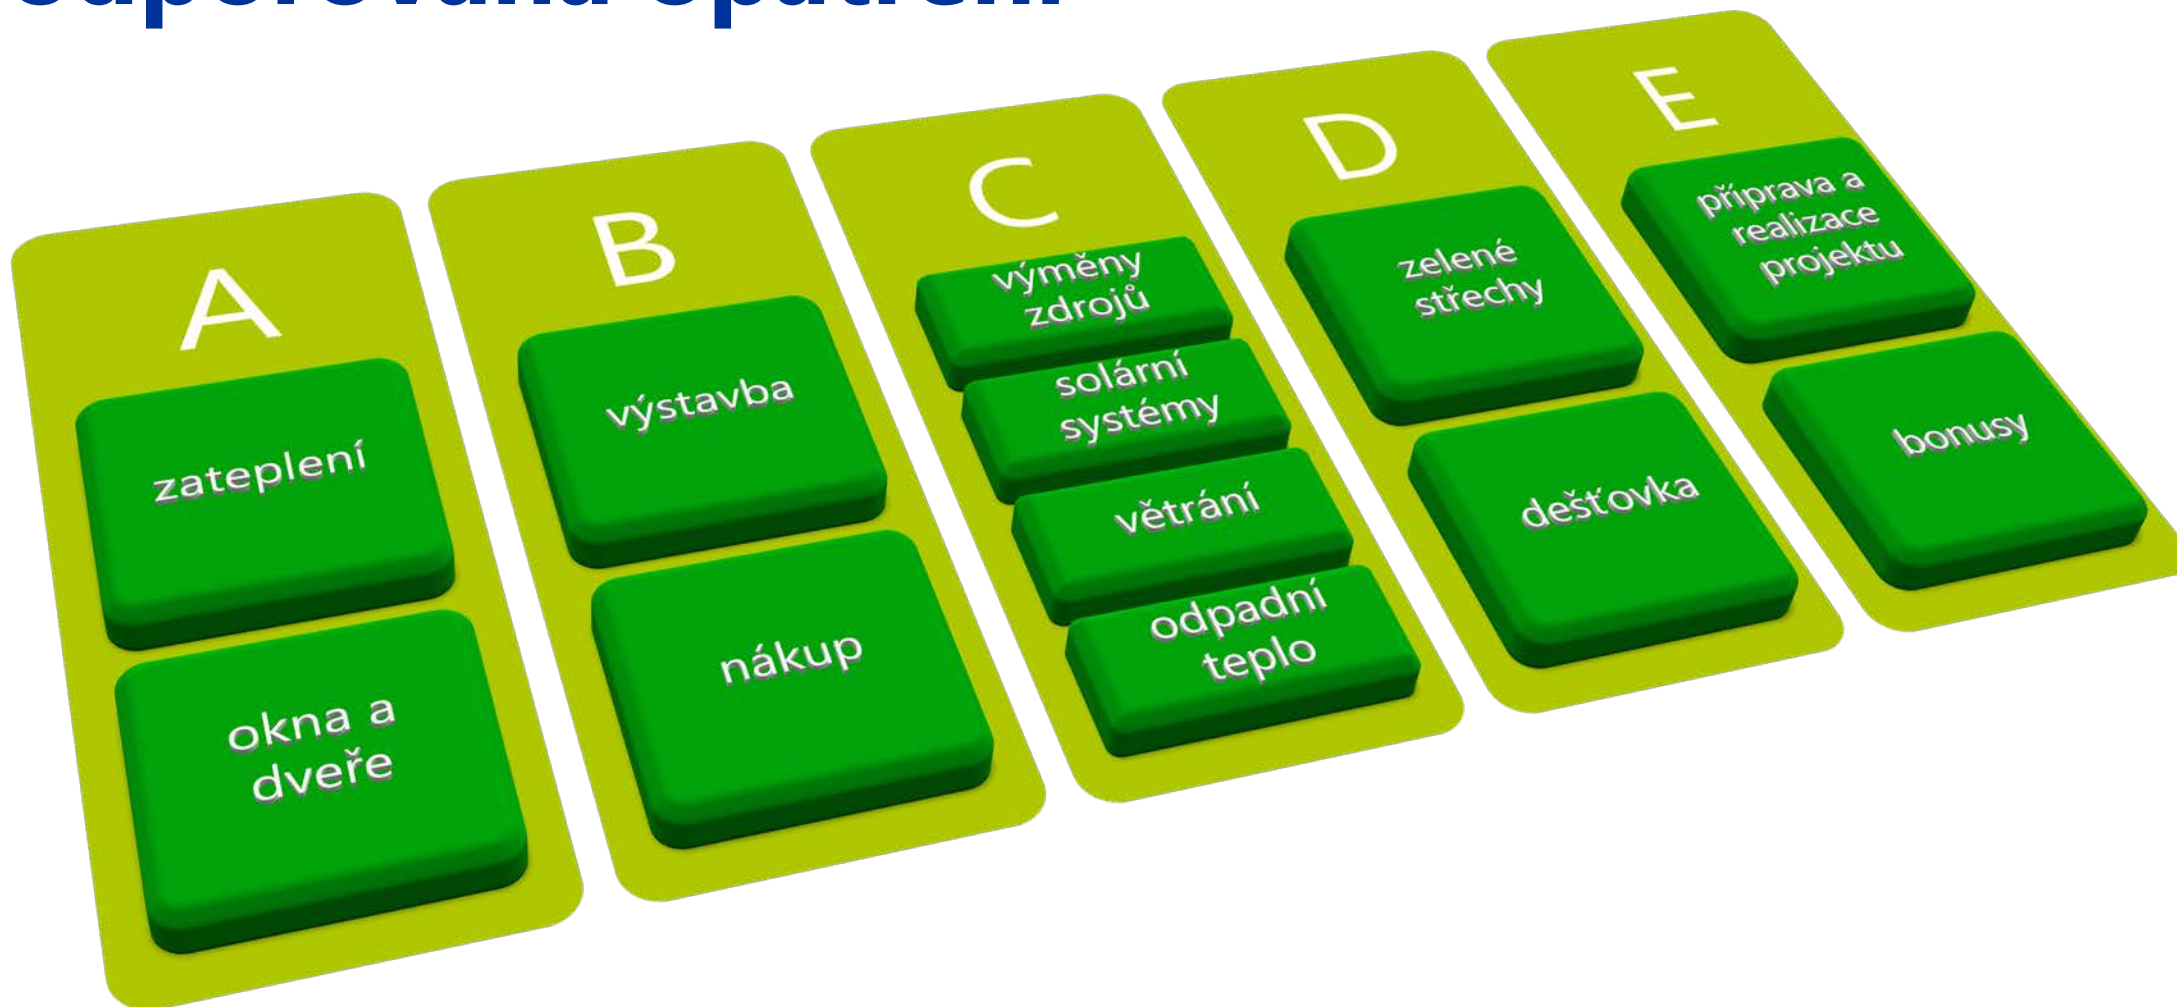 A
zateplení
okna a
dveře
B
výstavba
nákup
C
výměny
zdrojů
solární
systémy
větrání
odpadní
teplo
D
zelené
střechy
dešťovka
E
příprava a
realizace
projektu
bonusy